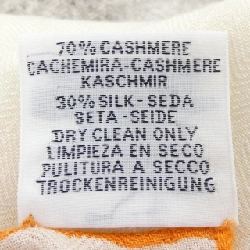 70% CASHMERE
CACHEMIRA-CASHMERE
KASCHMIR
30% SILK-SEDA
SETA-SEIDE
DRY CLEAN ONLY
LIMPIEZA EN SECO
PULITURA A SECCO
TROCKENREINIGUNG